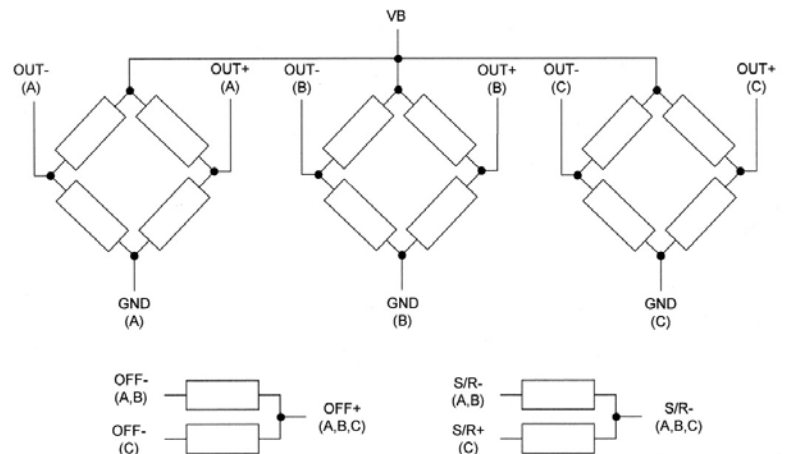 VB
OUT-
(A)
OUT+
(A)
OUT-
(B)
OUT+
(B)
OUT-
(C)
OUT+
(C)
GND
(A)
GND
(B)
GND
(C)
OFF-
(A,B)
OFF-
(C)
OFF+
(A,B,C)
S/R-
(A,B)
S/R+
(C)
S/R-
(A,B,C)